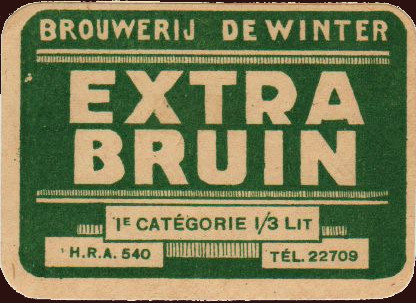 BROUWERIJ DE WINTER
EXTRA
BRUIN
1E CATÉGORIE 1/3 LIT
H.R.A. 540
TÉL. 22709